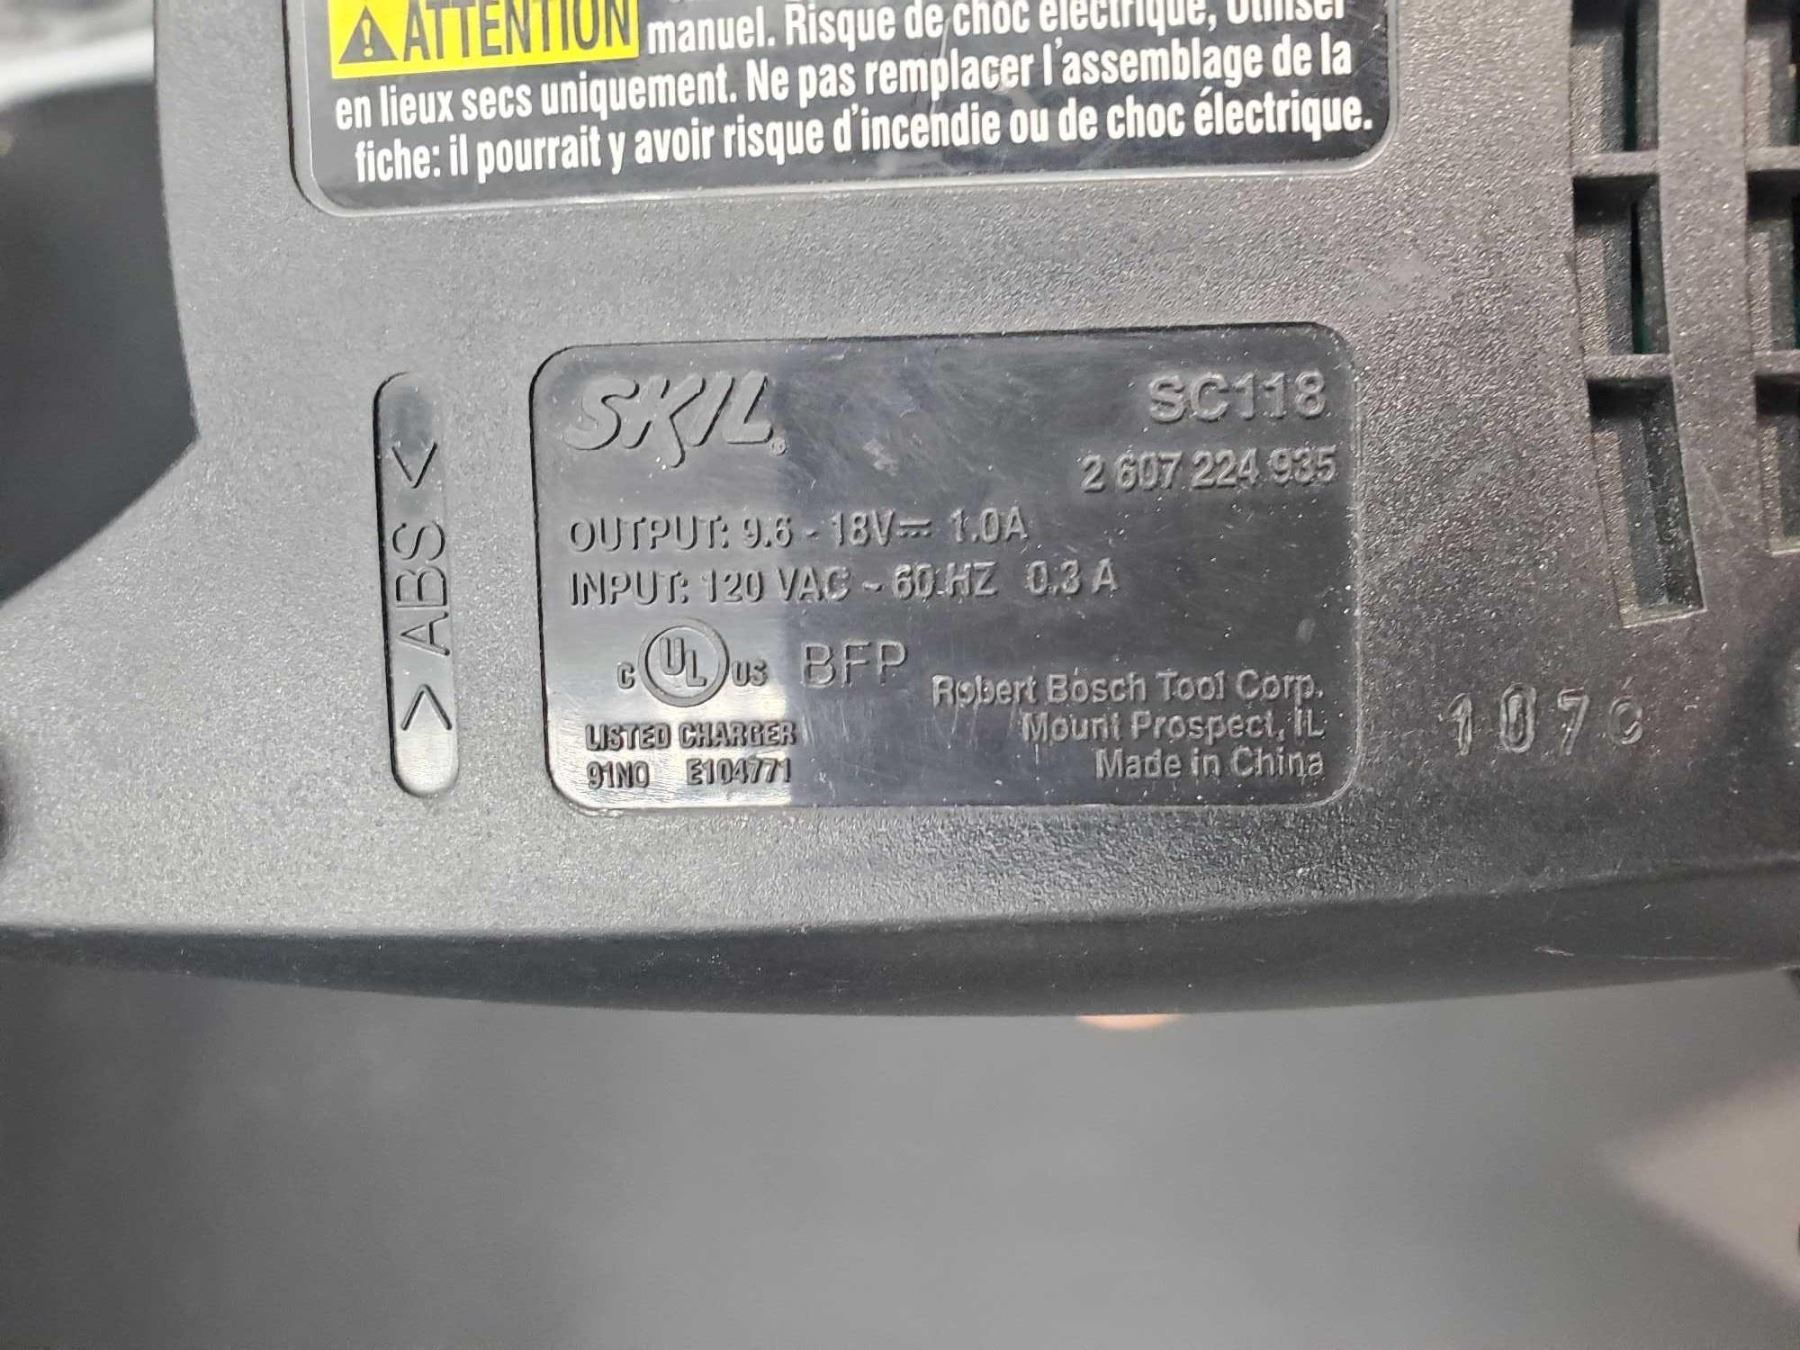 ATTENTION manuel. Risque de choc électrique, Utiliser
en lieux secs uniquement. Ne pas remplacer l'assemblage de la
fiche: il pourrait y avoir risque d'incendie ou de choc électrique.
SKIL® SC118
2 607 224 935
OUTPUT: 9.6 - 18V⎓ 1.0A
INPUT: 120 VAC ~ 60 HZ 0.3 A
C UL US BFP
LISTED CHARGER
91NO E104771
Robert Bosch Tool Corp.
Mount Prospect, IL
Made in China
>ABS<